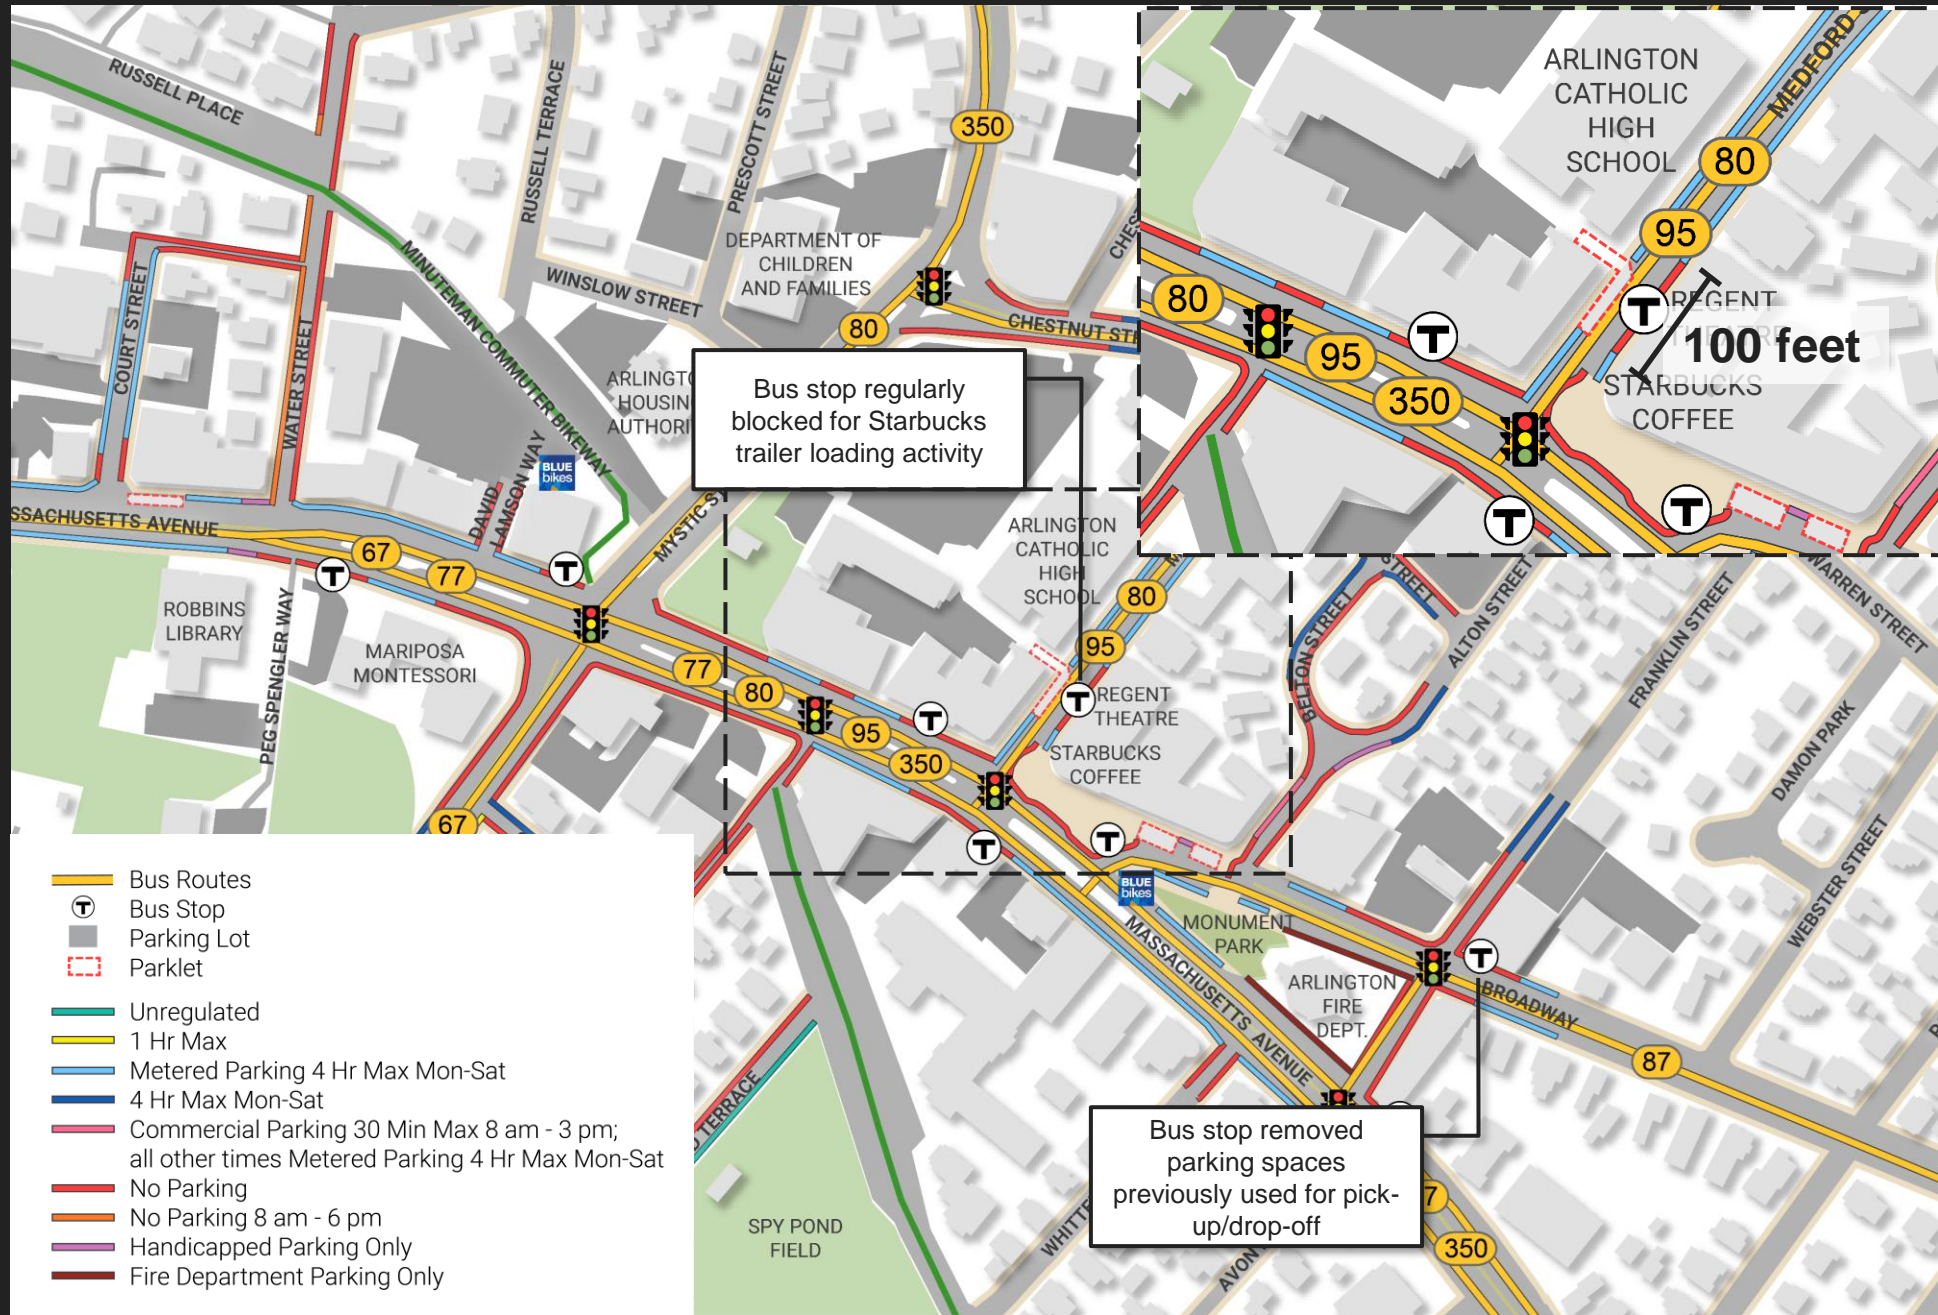 RUSSELL PLACE
RUSSELL TERRACE
PRESCOTT STREET
350
DEPARTMENT OF
CHILDREN
AND FAMILIES
WINSLOW STREET
80
CHESTNUT
COURT STREET
WATER STREET
MINUTEMAN COMMUTER BIKEWAY
HOUSIN
DAVID
LAMSON WAY
BLUE
bikes
Bus stop regularly
blocked for Starbucks
trailer loading activity
ARLINGTON
CATHOLIC
HIGH
SCHOOL
MEDFORD
80
95
T
REGENT
THEATRE
100 feet
STARBUCKS
COFFEE
80
95
350
T
T
T
SSACHUSETTS AVENUE
67
77
T
T
MYSTIC
ROBBINS
LIBRARY
PEG SPENGLER WAY
MARIPOSA
MONTESSORI
67
77
80
95
350
ARLINGTON
CATHOLIC
HIGH
SCHOOL
80
95
T
T
REGENT
THEATRE
STARBUCKS
COFFEE
T
T
BELTON STREET
STREET
ALTON STREET
FRANKLIN STREET
WARREN STREET
DAMON PARK
WEBSTER STREET
BLUE
bikes
MONUMENT
PARK
MASSACHUSETTS AVENUE
ARLINGTON
FIRE
DEPT.
T
BROADWAY
87
Bus stop removed
parking spaces
previously used for pick-
up/drop-off
7
350
WHITTE
AVON
TERRACE
SPY POND
FIELD
Bus Routes
T
Bus Stop
Parking Lot
Parklet
Unregulated
1 Hr Max
Metered Parking 4 Hr Max Mon-Sat
4 Hr Max Mon-Sat
Commercial Parking 30 Min Max 8 am - 3 pm;
all other times Metered Parking 4 Hr Max Mon-Sat
No Parking
No Parking 8 am - 6 pm
Handicapped Parking Only
Fire Department Parking Only